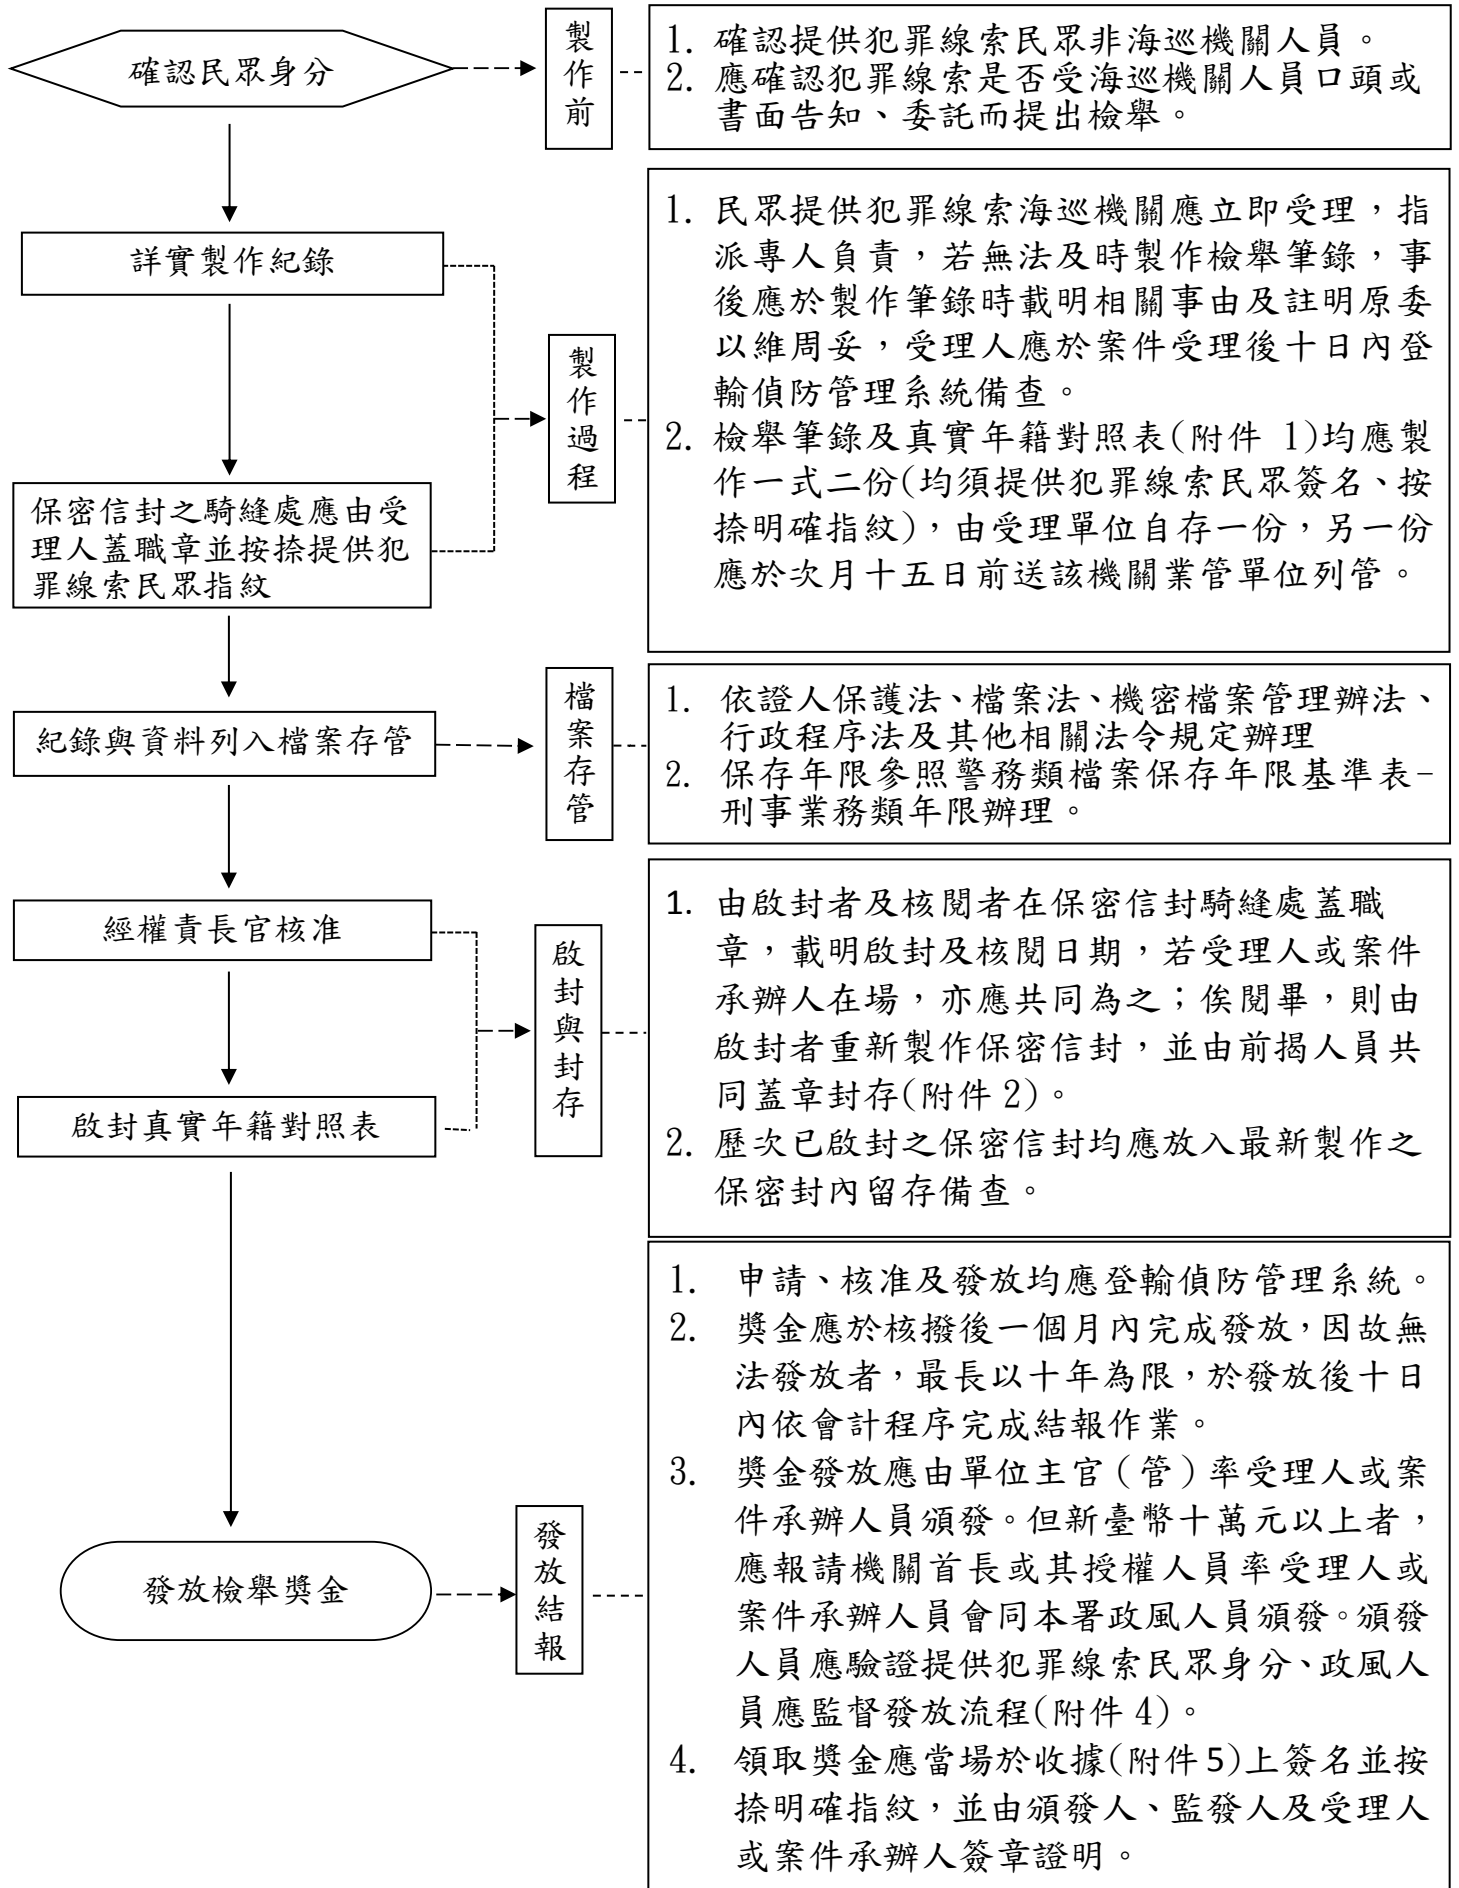 確認民眾身分
製作前
1. 確認提供犯罪線索民眾非海巡機關人員。
2. 應確認犯罪線索是否受海巡機關人員口頭或
書面告知、委託而提出檢舉。
詳實製作紀錄
保密信封之騎縫處應由受
理人蓋職章並按捺提供犯
罪線索民眾指紋
製作過程
1. 民眾提供犯罪線索海巡機關應立即受理，指
派專人負責，若無法及時製作檢舉筆錄，事
後應於製作筆錄時載明相關事由及註明原委
以維周妥，受理人應於案件受理後十日內登
輸偵防管理系統備查。
2. 檢舉筆錄及真實年籍對照表(附件 1)均應製
作一式二份(均須提供犯罪線索民眾簽名、按
捺明確指紋)，由受理單位自存一份，另一份
應於次月十五日前送該機關業管單位列管。
紀錄與資料列入檔案存管
檔案存管
1. 依證人保護法、檔案法、機密檔案管理辦法、
行政程序法及其他相關法令規定辦理
2. 保存年限參照警務類檔案保存年限基準表-
刑事業務類年限辦理。
經權責長官核准
啟封真實年籍對照表
啟封與封存
1. 由啟封者及核閱者在保密信封騎縫處蓋職
章，載明啟封及核閱日期，若受理人或案件
承辦人在場，亦應共同為之；俟閱畢，則由
啟封者重新製作保密信封，並由前揭人員共
同蓋章封存(附件 2)。
2. 歷次已啟封之保密信封均應放入最新製作之
保密封內留存備查。
發放檢舉獎金
發放結報
1. 申請、核准及發放均應登輸偵防管理系統。
2. 獎金應於核撥後一個月內完成發放，因故無
法發放者，最長以十年為限，於發放後十日
內依會計程序完成結報作業。
3. 獎金發放應由單位主官（管）率受理人或案
件承辦人員頒發。但新臺幣十萬元以上者，
應報請機關首長或其授權人員率受理人或
案件承辦人員會同本署政風人員頒發。頒發
人員應驗證提供犯罪線索民眾身分、政風人
員應監督發放流程(附件 4)。
4. 領取獎金應當場於收據(附件 5)上簽名並按
捺明確指紋，並由頒發人、監發人及受理人
或案件承辦人簽章證明。